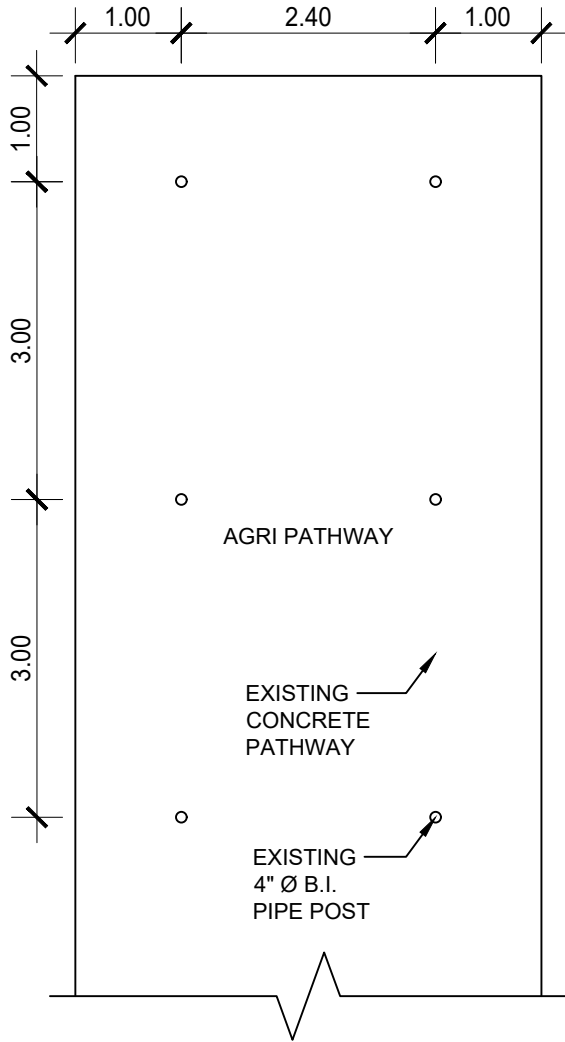 1.00
2.40
1.00
1.00
3.00
3.00
AGRI PATHWAY
EXISTING
CONCRETE
PATHWAY
EXISTING
4" Ø B.I.
PIPE POST